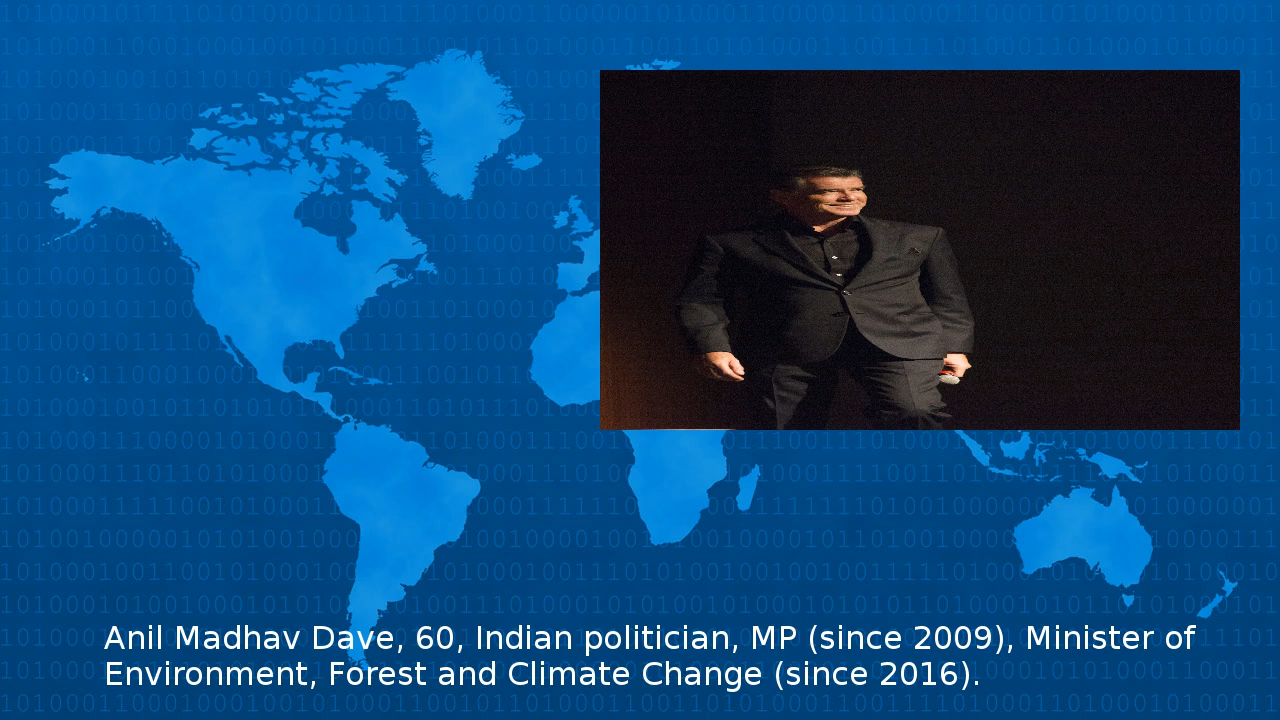 Anil Madhav Dave, 60, Indian politician, MP (since 2009), Minister of
Environment, Forest and Climate Change (since 2016).